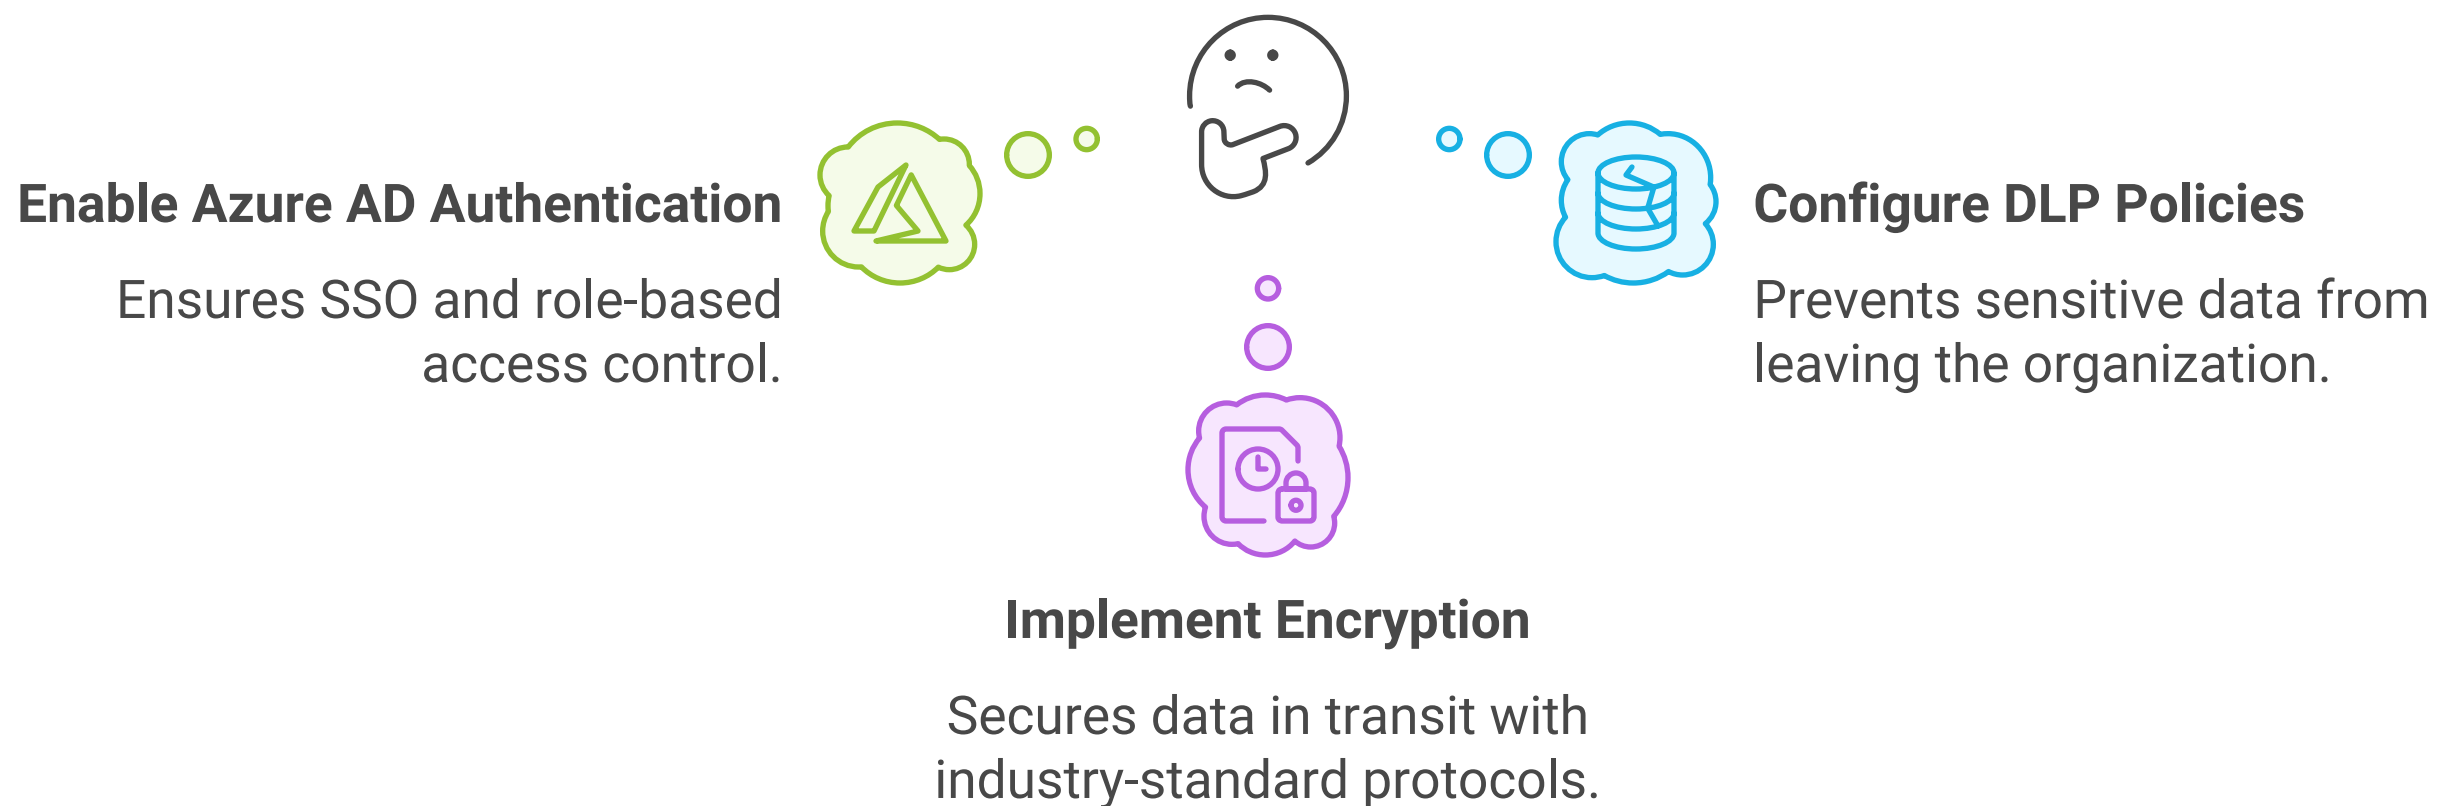 Enable Azure AD Authentication
Ensures SSO and role-based
access control.
Configure DLP Policies
Prevents sensitive data from
leaving the organization.
Implement Encryption
Secures data in transit with
industry-standard protocols.